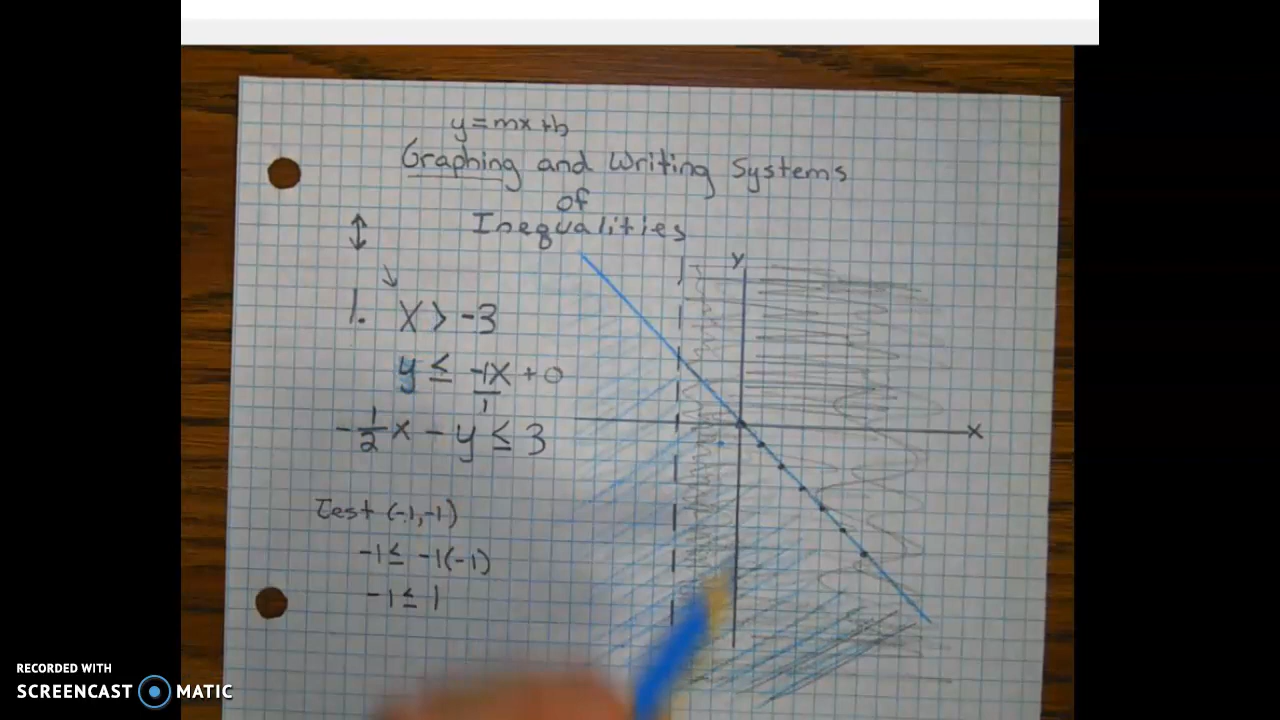 y=mx+b
Graphing and Writing Systems
of
Inequalities
1. x > -3
y ≤ -1x/1 + 0
-1/2x - y ≤ 3
Test (-1,-1)
-1 ≤ -1(-1)
-1 ≤ 1
y
x
RECORDED WITH
SCREENCAST MATIC